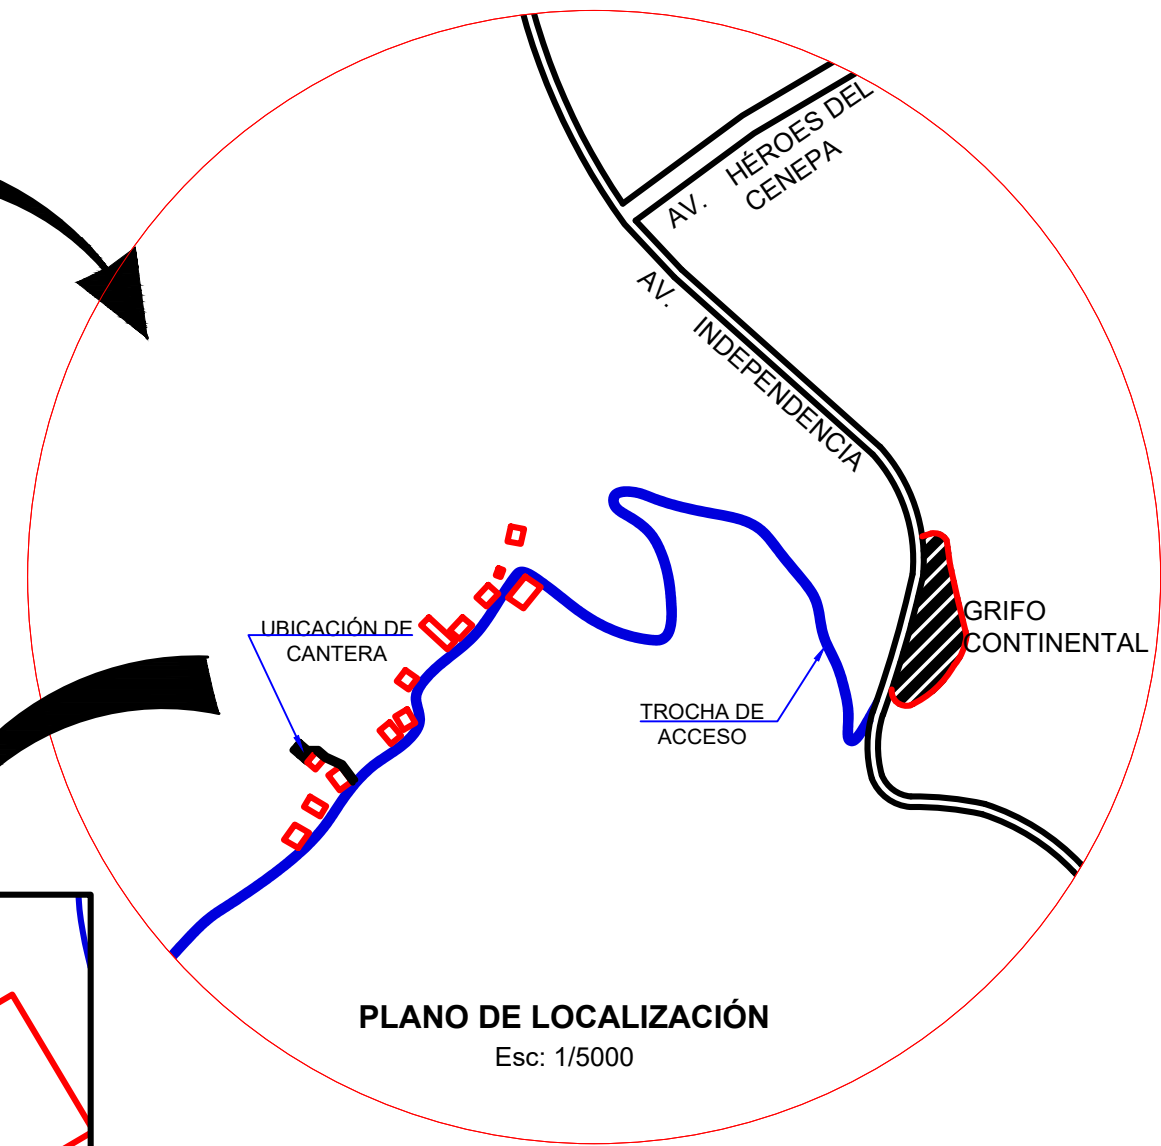 AV. HÉROES DEL
CENEPA
AV. INDEPENDENCIA
GRIFO
CONTINENTAL
UBICACIÓN DE
CANTERA
TROCHA DE
ACCESO
PLANO DE LOCALIZACIÓN
Esc: 1/5000